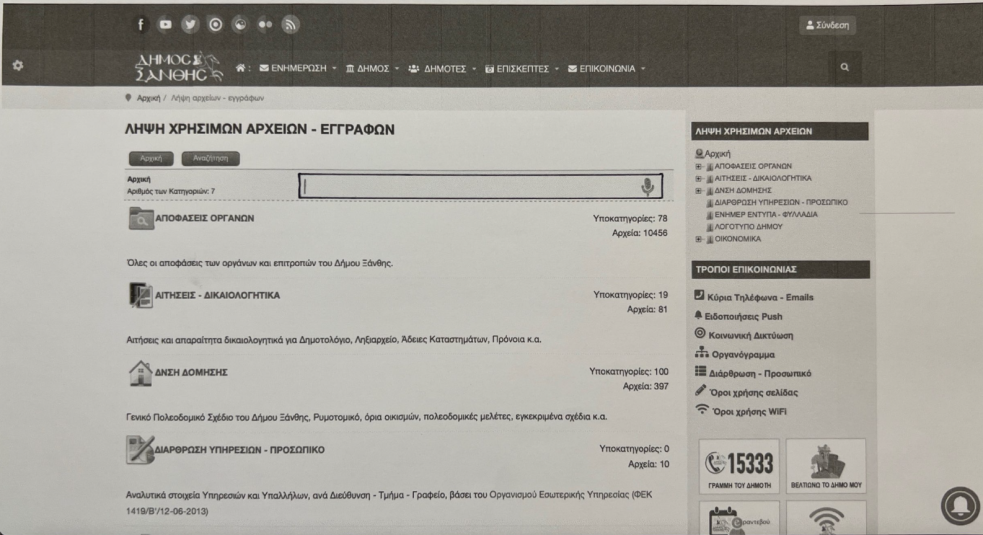 Σύνδεση
ΔΗΜΟΣ
ΞΑΝΘΗΣ
: ΕΝΗΜΕΡΩΣΗ ΔΗΜΟΣ ΔΗΜΟΤΕΣ ΕΠΙΣΚΕΠΤΕΣ ΕΠΙΚΟΙΝΩΝΙΑ
Αρχική / Λήψη αρχείων - εγγράφων
ΛΗΨΗ ΧΡΗΣΙΜΩΝ ΑΡΧΕΙΩΝ - ΕΓΓΡΑΦΩΝ
Αρχική Αναζήτηση
Αρχική
Αριθμός των Κατηγοριών: 7
ΑΠΟΦΑΣΕΙΣ ΟΡΓΑΝΩΝ
Υποκατηγορίες: 78
Αρχεία: 10456
Όλες οι αποφάσεις των οργάνων και επιτροπών του Δήμου Ξάνθης.
ΑΙΤΗΣΕΙΣ - ΔΙΚΑΙΟΛΟΓΗΤΙΚΑ
Υποκατηγορίες: 19
Αρχεία: 81
Αιτήσεις και απαραίτητα δικαιολογητικά για Δημοτολόγιο, Ληξιαρχείο, Άδειες Καταστημάτων, Πρόνοια κ.α.
ΔΝΣΗ ΔΟΜΗΣΗΣ
Υποκατηγορίες: 100
Αρχεία: 397
Γενικό Πολεοδομικό Σχέδιο του Δήμου Ξάνθης, Ρυμοτομικό, όρια οικισμών, πολεοδομικές μελέτες, εγκεκριμένα σχέδια κ.α.
ΔΙΑΡΘΡΩΣΗ ΥΠΗΡΕΣΙΩΝ - ΠΡΟΣΩΠΙΚΟ
Υποκατηγορίες: 0
Αρχεία: 10
Αναλυτικά στοιχεία Υπηρεσιών και Υπαλλήλων, ανά Διεύθυνση - Τμήμα - Γραφείο, βάσει του Οργανισμού Εσωτερικής Υπηρεσίας (ΦΕΚ
1419/Β'/12-06-2013)
ΛΗΨΗ ΧΡΗΣΙΜΩΝ ΑΡΧΕΙΩΝ
Αρχική
ΑΠΟΦΑΣΕΙΣ ΟΡΓΑΝΩΝ
ΑΙΤΗΣΕΙΣ - ΔΙΚΑΙΟΛΟΓΗΤΙΚΑ
ΔΝΣΗ ΔΟΜΗΣΗΣ
ΔΙΑΡΘΡΩΣΗ ΥΠΗΡΕΣΙΩΝ - ΠΡΟΣΩΠΙΚΟ
ΕΝΗΜΕΡ ΕΝΤΥΠΑ - ΦΥΛΛΑΔΙΑ
ΛΟΓΟΤΥΠΟ ΔΗΜΟΥ
ΟΙΚΟΝΟΜΙΚΑ
ΤΡΟΠΟΙ ΕΠΙΚΟΙΝΩΝΙΑΣ
Κύρια Τηλέφωνα - Emails
Ειδοποιήσεις Push
Κοινωνική Δικτύωση
Οργανόγραμμα
Διάρθρωση - Προσωπικό
Όροι χρήσης σελίδας
Όροι χρήσης WiFi
15333
ΓΡΑΜΜΗ ΤΟΥ ΔΗΜΟΤΗ
ΒΕΛΤΙΩΝΩ ΤΟ ΔΗΜΟ ΜΟΥ